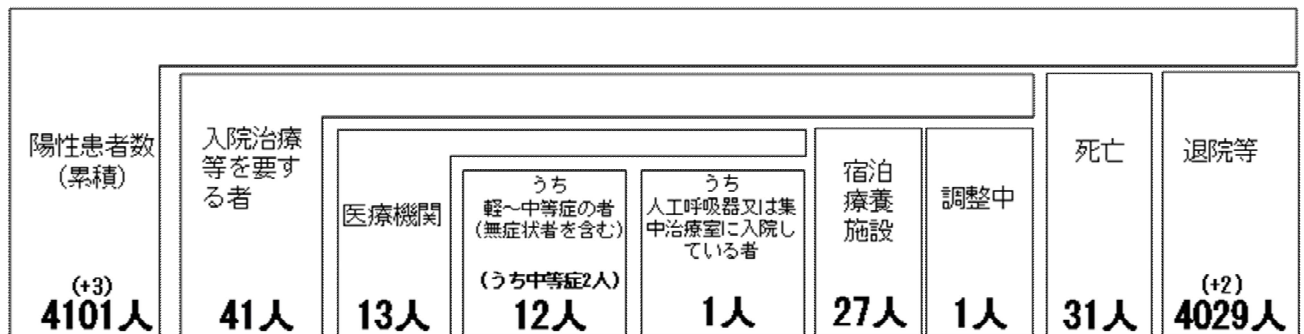 陽性患者数
(累積)
(+3)
4101人
入院治療
等を要す
る者
41人
医療機関
13人
うち
軽～中等症の者
(無症状者を含む)
(うち中等症2人)
12人
うち
人工呼吸器又は集
中治療室に入院し
ている者
1人
宿泊
療養
施設
27人
調整中
1人
死亡
31人
退院等
(+2)
4029人